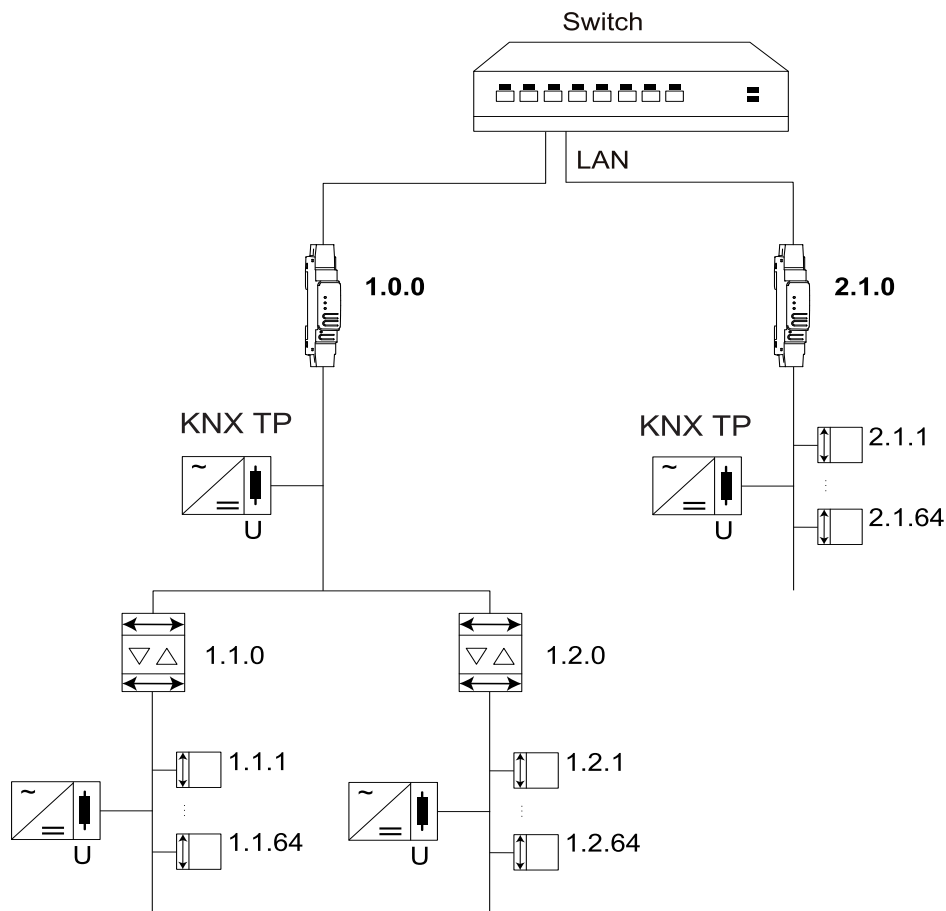 Switch
LAN
1.0.0
2.1.0
KNX TP
KNX TP
2.1.1
2.1.64
~
~
U
U
1.1.0
1.2.0
1.1.1
1.2.1
~
~
1.1.64
1.2.64
U
U